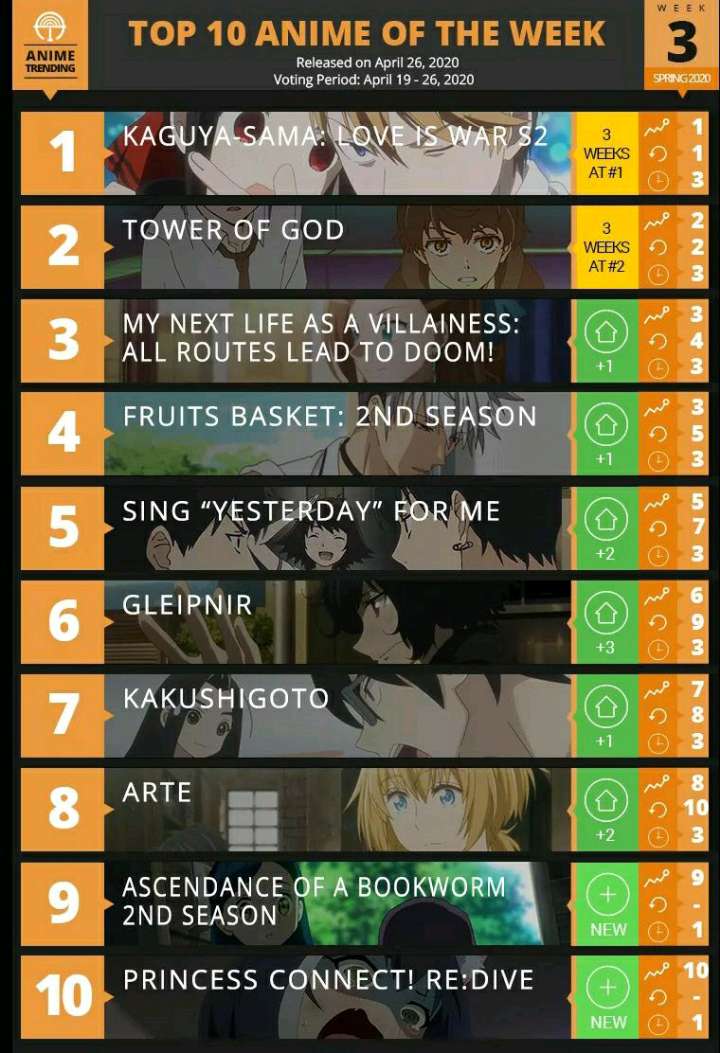 ANIME
TRENDING
TOP 10 ANIME OF THE WEEK
Released on April 26, 2020
Voting Period: April 19 - 26, 2020
WEEK
3
SPRING 2020
1
KAGUYA-SAMA: LOVE IS WAR S2
3
WEEKS
AT #1
1
1
3
2
TOWER OF GOD
3
WEEKS
AT #2
2
2
3
3
MY NEXT LIFE AS A VILLAINESS:
ALL ROUTES LEAD TO DOOM!
+1
3
4
3
4
FRUITS BASKET: 2ND SEASON
+1
3
5
3
5
SING “YESTERDAY” FOR ME
+2
5
7
3
6
GLEIPNIR
+3
6
9
3
7
KAKUSHIGOTO
+1
7
8
3
8
ARTE
+2
8
10
3
9
ASCENDANCE OF A BOOKWORM
2ND SEASON
NEW
9
-
1
10
PRINCESS CONNECT! RE:DIVE
NEW
10
-
1